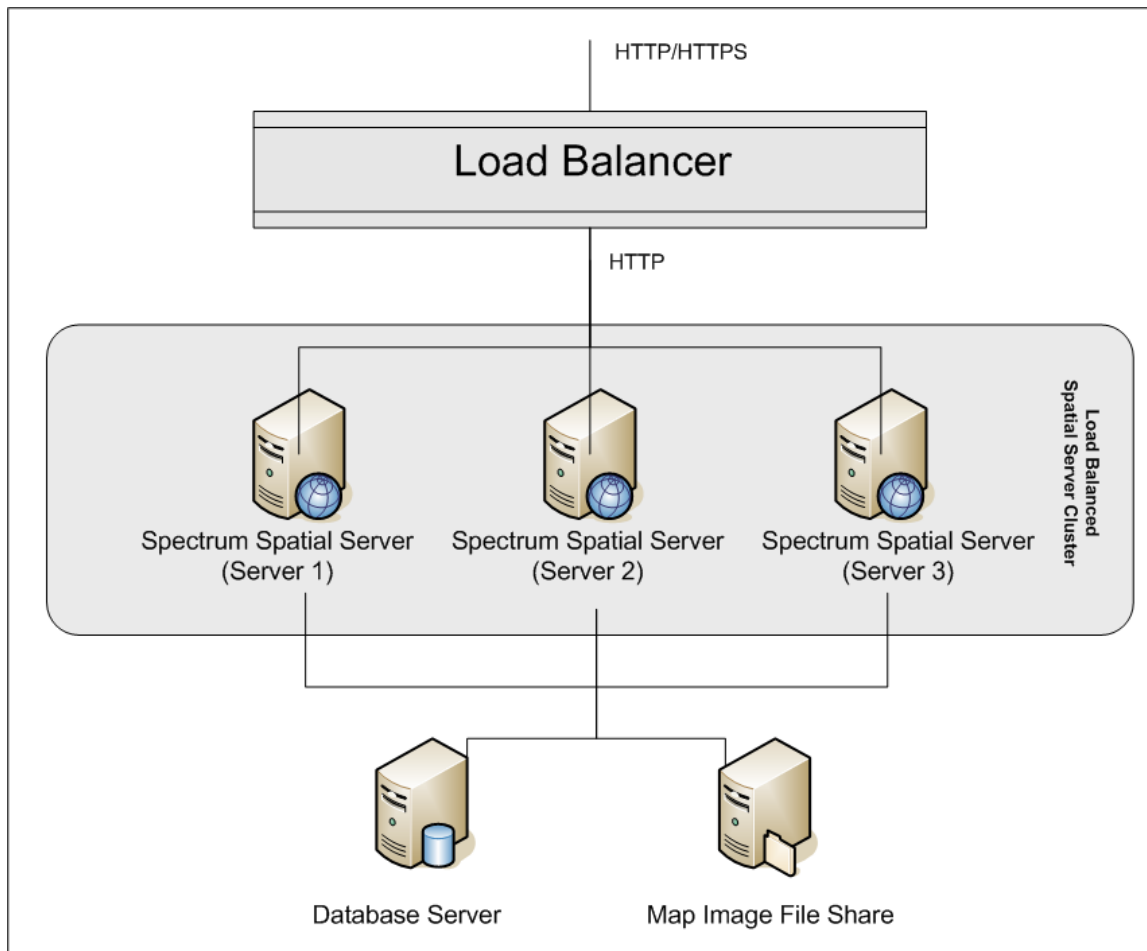 HTTP/HTTPS
Load Balancer
HTTP
Load Balanced
Spatial Server Cluster
Spectrum Spatial Server
(Server 1)
Spectrum Spatial Server
(Server 2)
Spectrum Spatial Server
(Server 3)
Database Server
Map Image File Share